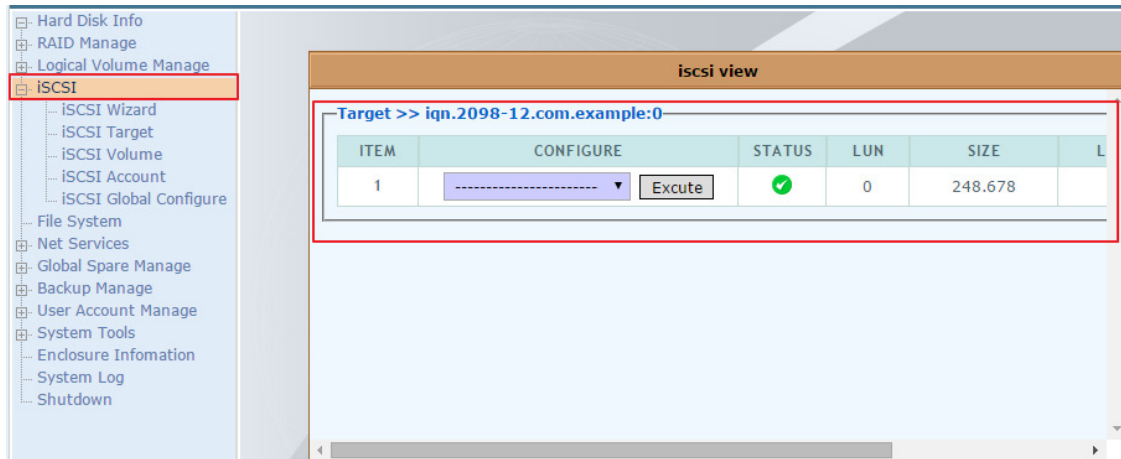 Hard Disk Info
RAID Manage
Logical Volume Manage
iSCSI
iSCSI Wizard
iSCSI Target
iSCSI Volume
iSCSI Account
iSCSI Global Configure
File System
Net Services
Global Spare Manage
Backup Manage
User Account Manage
System Tools
Enclosure Infomation
System Log
Shutdown
iscsi view
Target >> iqn.2098-12.com.example:0
ITEM CONFIGURE STATUS LUN SIZE L
1 ---------------------- Excute 0 248.678